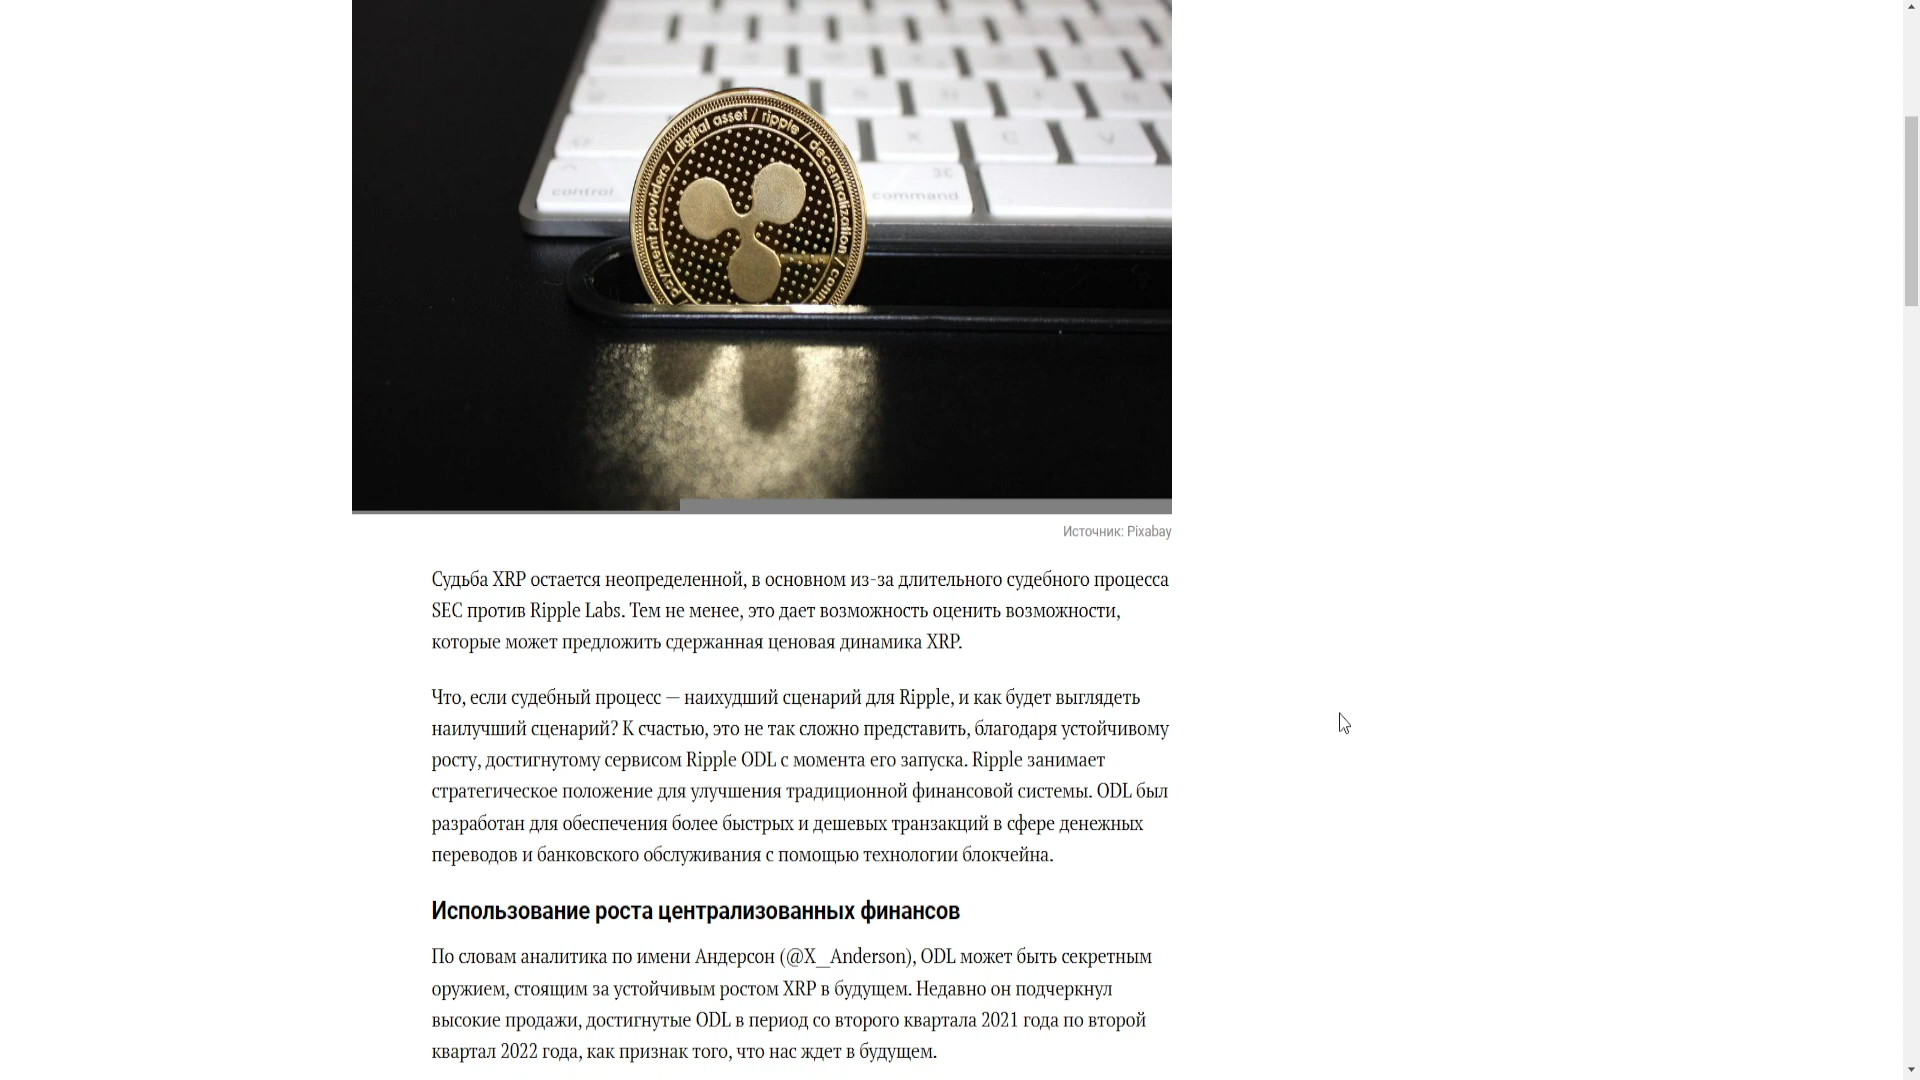 control
command
X
C
V
payment providers / digital asset / ripple / decentralization / conn
Источник: Pixabay
Судьба XRP остается неопределенной, в основном из-за длительного судебного процесса
SEC против Ripple Labs. Тем не менее, это дает возможность оценить возможности,
которые может предложить сдержанная ценовая динамика XRP.
Что, если судебный процесс — наихудший сценарий для Ripple, и как будет выглядеть
наилучший сценарий? К счастью, это не так сложно представить, благодаря устойчивому
росту, достигнутому сервисом Ripple ODL с момента его запуска. Ripple занимает
стратегическое положение для улучшения традиционной финансовой системы. ODL был
разработан для обеспечения более быстрых и дешевых транзакций в сфере денежных
переводов и банковского обслуживания с помощью технологии блокчейна.
Использование роста централизованных финансов
По словам аналитика по имени Андерсон (@X__Anderson), ODL может быть секретным
оружием, стоящим за устойчивым ростом XRP в будущем. Недавно он подчеркнул
высокие продажи, достигнутые ODL в период со второго квартала 2021 года по второй
квартал 2022 года, как признак того, что нас ждет в будущем.